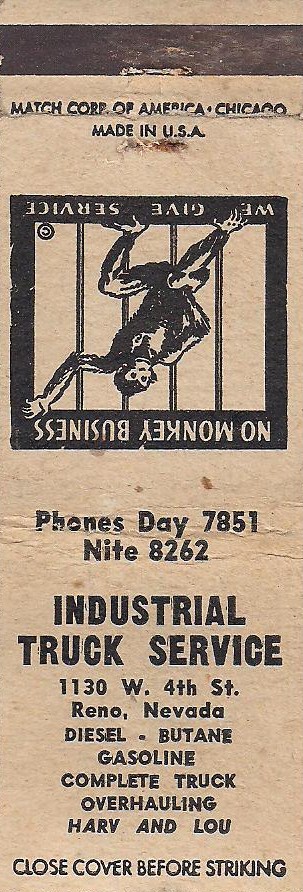 MATCH CORP. OF AMERICA • CHICAGO
MADE IN U.S.A.
WE GIVE SERVICE
©
NO MONKEY BUSINESS
Phones Day 7851
Nite 8262
INDUSTRIAL
TRUCK SERVICE
1130 W. 4th St.
Reno, Nevada
DIESEL - BUTANE
GASOLINE
COMPLETE TRUCK
OVERHAULING
HARV AND LOU
CLOSE COVER BEFORE STRIKING